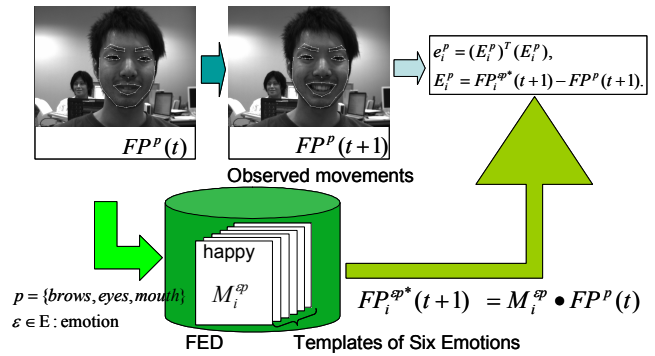 FP^p(t)
FP^p(t+1)
e_i^p = (E_i^p)^T (E_i^p),
E_i^p = FP_i^{εp*}(t+1) − FP^p(t+1).
Observed movements
happy
M_i^{εp}
p = {brows, eyes, mouth}
ε ∈ E : emotion
FP_i^{εp*}(t+1) = M_i^{εp} • FP^p(t)
FED
Templates of Six Emotions